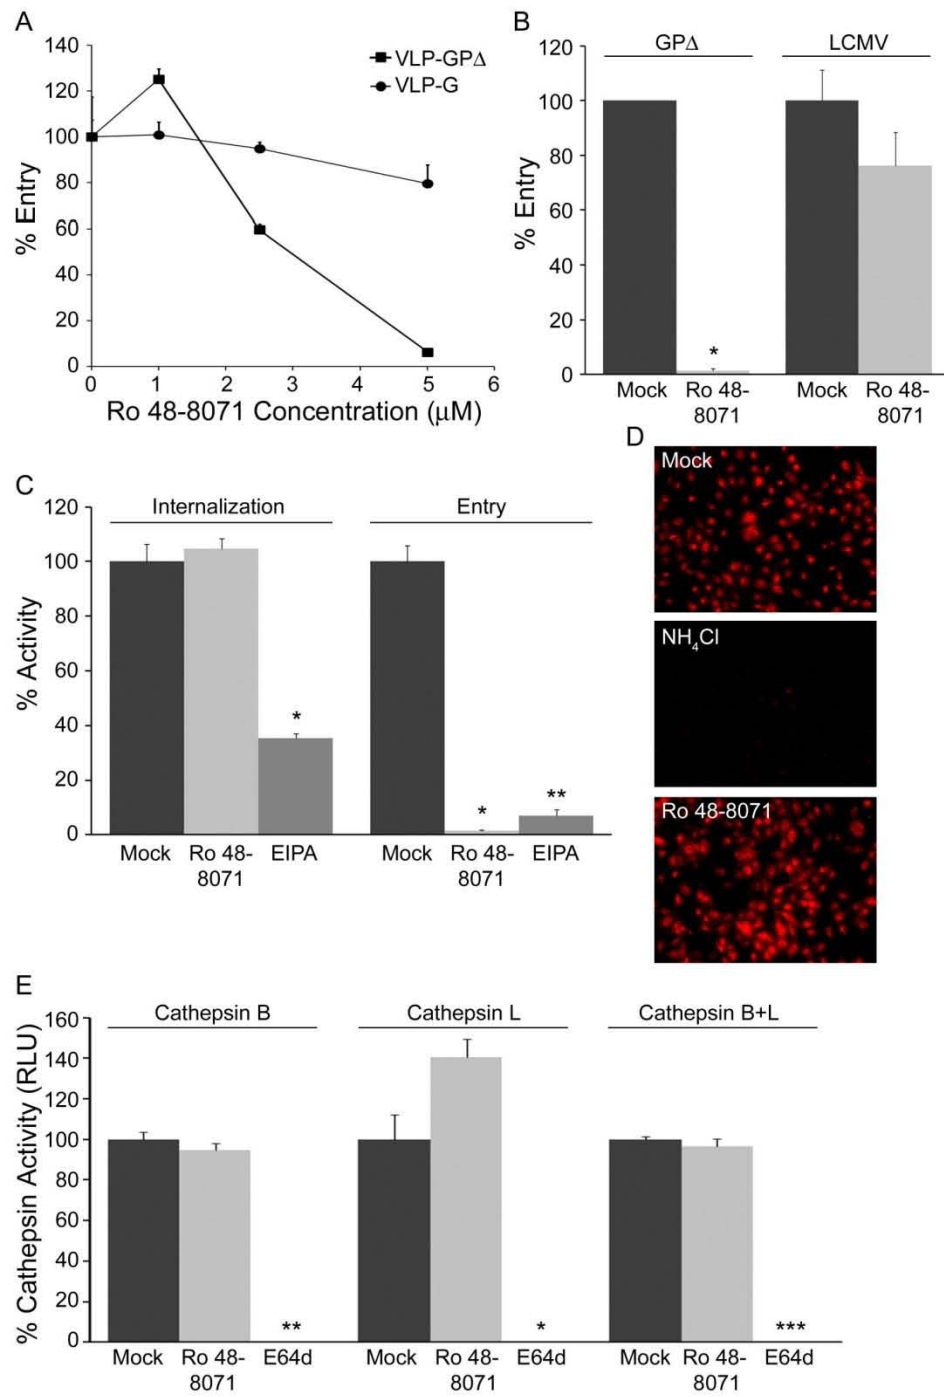 A
140
120
100
80
60
40
20
0
% Entry
VLP-GPΔ
VLP-G
0 1 2 3 4 5 6
Ro 48-8071 Concentration (μM)
B
GPΔ LCMV
120
100
80
60
40
20
0
% Entry
*
Mock Ro 48-8071 Mock Ro 48-8071
C
Internalization Entry
120
100
80
60
40
20
0
% Activity
* * **
Mock Ro 48-8071 EIPA Mock Ro 48-8071 EIPA
D
Mock
NH₄Cl
Ro 48-8071
E
Cathepsin B Cathepsin L Cathepsin B+L
160
140
120
100
80
60
40
20
0
% Cathepsin Activity (RLU)
** * ***
Mock Ro 48-8071 E64d Mock Ro 48-8071 E64d Mock Ro 48-8071 E64d